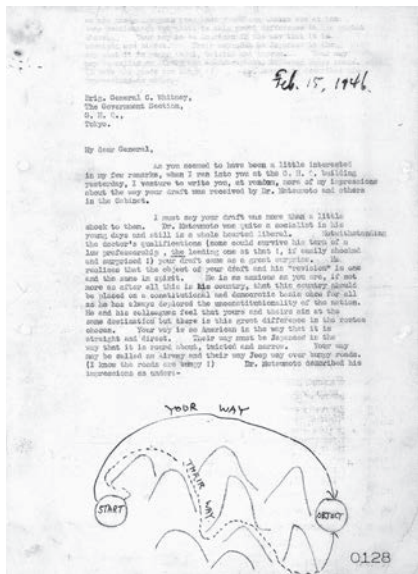 Feb. 15, 1946.
Brig. General C. Whitney,
The Government Section,
G. H. Q.,
Tokyo.
My dear General,
As you seemed to have been a little interested
in my few remarks, when I ran into you at the G. H. Q. building
yesterday, I venture to write you, at random, more of my impressions
about the way your draft was received by Dr. Matsumoto and others
in the Cabinet.
I must say your draft was more than a little
shock to them. Dr. Matsumoto was quite a socialist in his
young days and still is a whole hearted liberal. Notwithstanding
the doctor's qualifications (none could survive his term of a
law professorship, leading one at that), if easily shocked
and surprised your draft came as a great surprise. He
realizes that the object of your draft and his "revision" is one
and the same in spirit. He is as anxious as you are, if not
more as after all this is his country, that this country should
be placed on a constitutional and democratic basis once for all
as he has always deplored the unconstitutionality of the nation.
He and his colleagues feel that yours and theirs aim at the
same destination but there is this great difference in the routes
chosen. Your way is so American in the way that it is
straight and direct. Their way must be Japanese in the
way that it is round about, twisted and narrow. Your way
may be called an Airway and their way Jeep way over bumpy roads.
(I know the roads are bumpy !) Dr. Matsumoto described his
impressions as under:-
YOUR WAY
THEIR WAY
START
OBJECT
0128